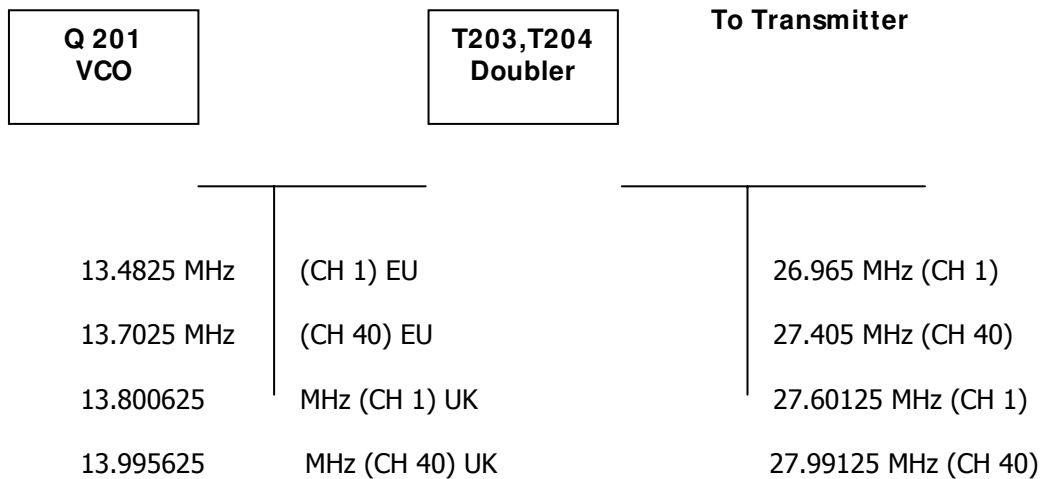 Q 201
VCO
T203,T204
Doubler
To Transmitter
13.4825 MHz (CH 1) EU 26.965 MHz (CH 1)
13.7025 MHz (CH 40) EU 27.405 MHz (CH 40)
13.800625 MHz (CH 1) UK 27.60125 MHz (CH 1)
13.995625 MHz (CH 40) UK 27.99125 MHz (CH 40)